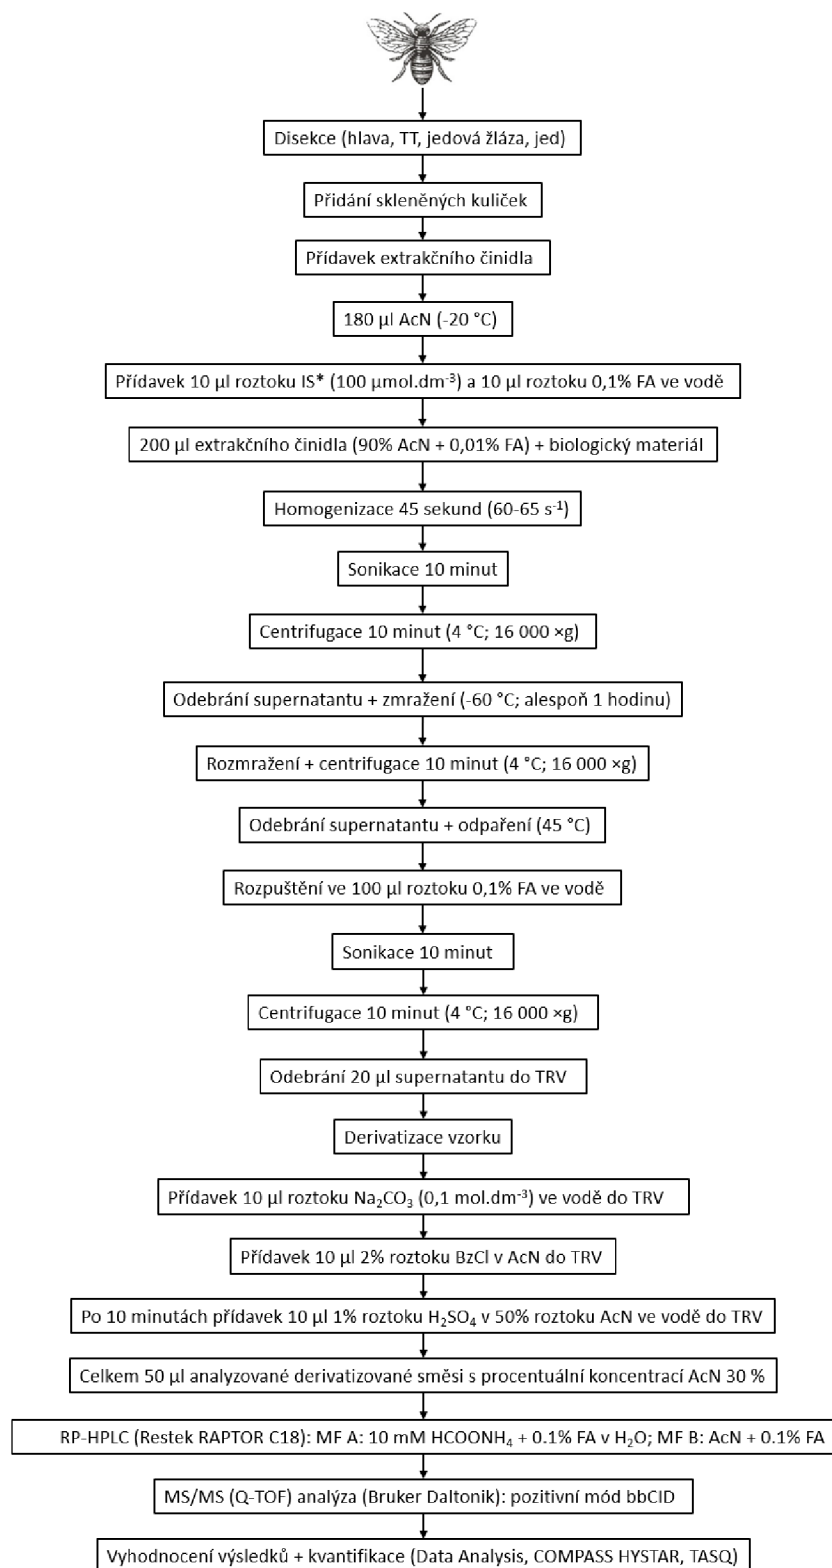 Disekce (hlava, TT, jedová žláza, jed)
Přidání skleněných kuliček
Přídavek extrakčního činidla
180 µl AcN (-20 °C)
Přídavek 10 µl roztoku IS* (100 µmol.dm⁻³) a 10 µl roztoku 0,1% FA ve vodě
200 µl extrakčního činidla (90% AcN + 0,01% FA) + biologický materiál
Homogenizace 45 sekund (60-65 s⁻¹)
Sonikace 10 minut
Centrifugace 10 minut (4 °C; 16 000 ×g)
Odebrání supernatantu + zmražení (-60 °C; alespoň 1 hodinu)
Rozmražení + centrifugace 10 minut (4 °C; 16 000 ×g)
Odebrání supernatantu + odpaření (45 °C)
Rozpuštění ve 100 µl roztoku 0,1% FA ve vodě
Sonikace 10 minut
Centrifugace 10 minut (4 °C; 16 000 ×g)
Odebrání 20 µl supernatantu do TRV
Derivatizace vzorku
Přídavek 10 µl roztoku Na₂CO₃ (0,1 mol.dm⁻³) ve vodě do TRV
Přídavek 10 µl 2% roztoku BzCl v AcN do TRV
Po 10 minutách přídavek 10 µl 1% roztoku H₂SO₄ v 50% roztoku AcN ve vodě do TRV
Celkem 50 µl analyzované derivatizované směsi s procentuální koncentrací AcN 30 %
RP-HPLC (Restek RAPTOR C18): MF A: 10 mM HCOONH₄ + 0.1% FA v H₂O; MF B: AcN + 0.1% FA
MS/MS (Q-TOF) analýza (Bruker Daltonik): pozitivní mód bbCID
Vyhodnocení výsledků + kvantifikace (Data Analysis, COMPASS HYSTAR, TASQ)